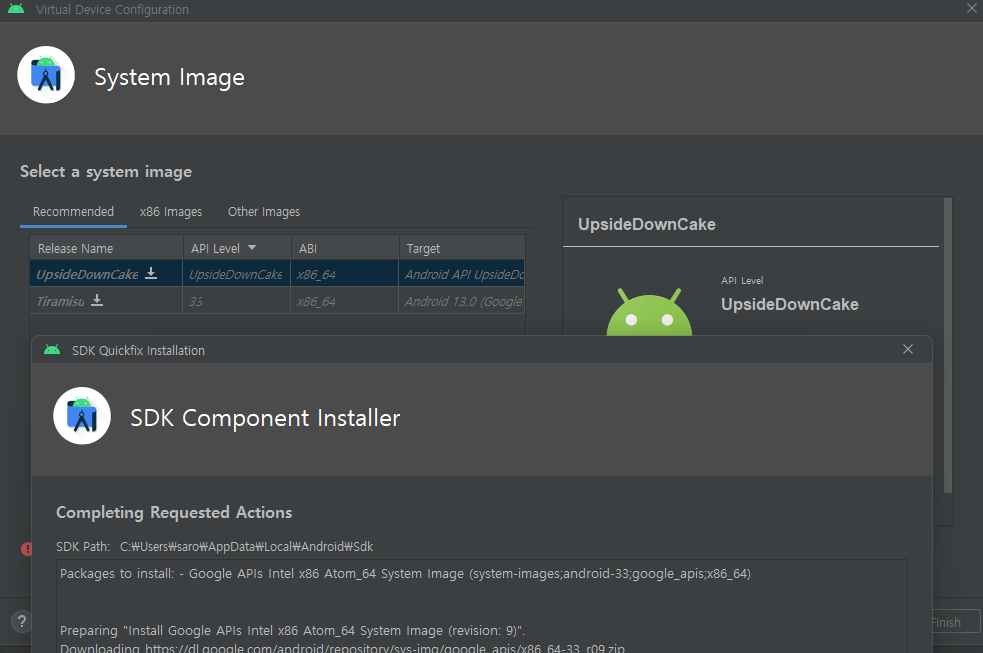 Virtual Device Configuration
System Image
Select a system image
Recommended x86 Images Other Images
Release Name API Level ABI Target
UpsideDownCake UpsideDownCake x86_64 Android API UpsideDo
Tiramisu 33 x86_64 Android 13.0 (Google
UpsideDownCake
API Level
UpsideDownCake
SDK Quickfix Installation
SDK Component Installer
Completing Requested Actions
SDK Path: C:₩Users₩saro₩AppData₩Local₩Android₩Sdk
Packages to install: - Google APIs Intel x86 Atom_64 System Image (system-images;android-33;google_apis;x86_64)
Preparing "Install Google APIs Intel x86 Atom_64 System Image (revision: 9)".
Downloading https://dl.google.com/android/repository/sys-img/google_apis/x86_64-33_r09.zip
?
Finish